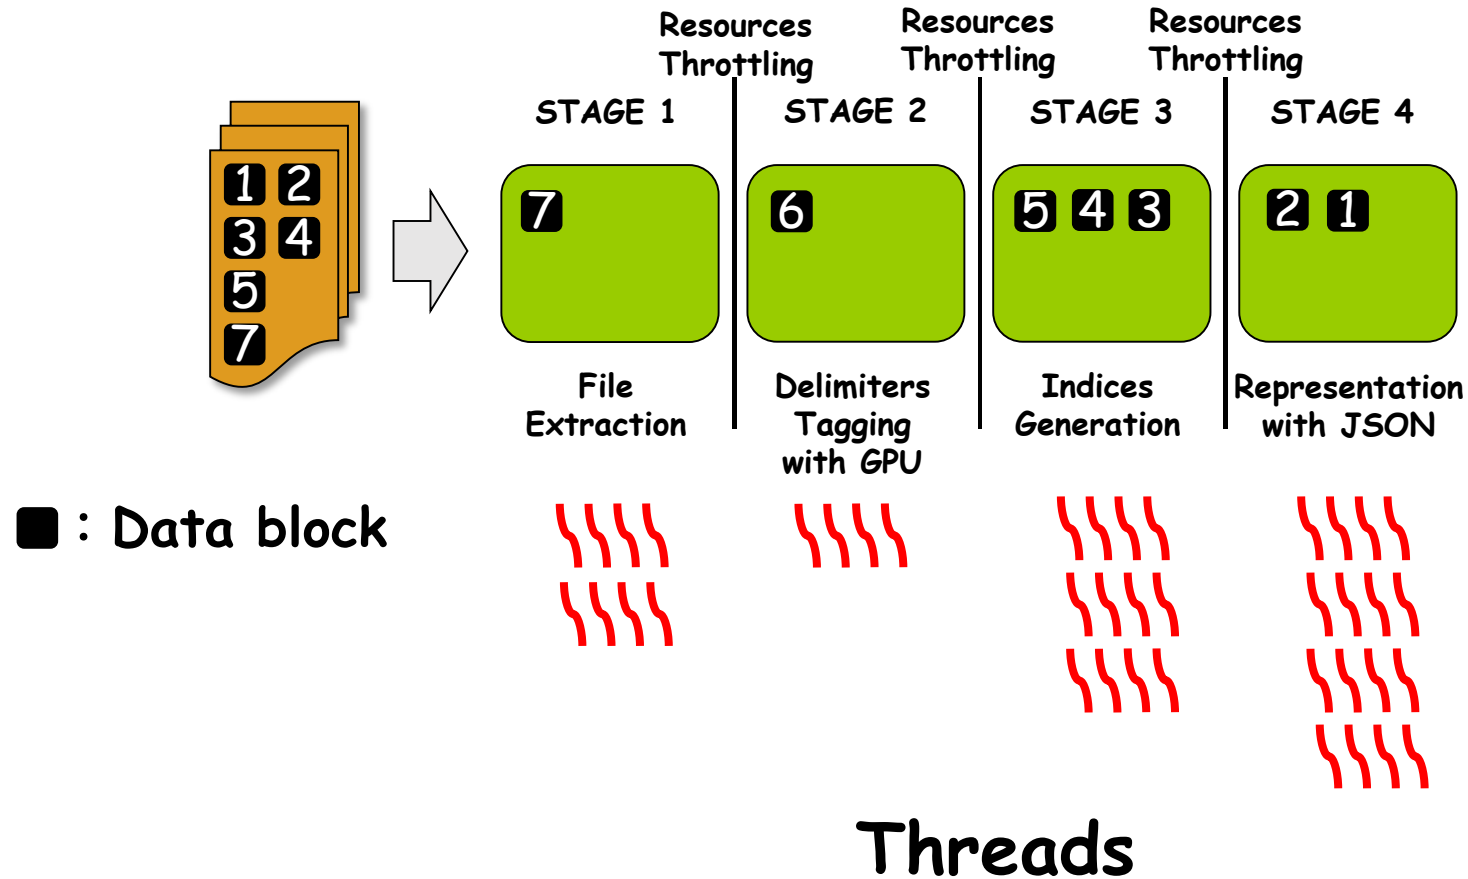 Resources Throttling
Resources Throttling
Resources Throttling
STAGE 1
STAGE 2
STAGE 3
STAGE 4
1 2
3 4
5
7
7
6
5 4 3
2 1
File
Extraction
Delimiters
Tagging
with GPU
Indices
Generation
Representation
with JSON
: Data block
Threads